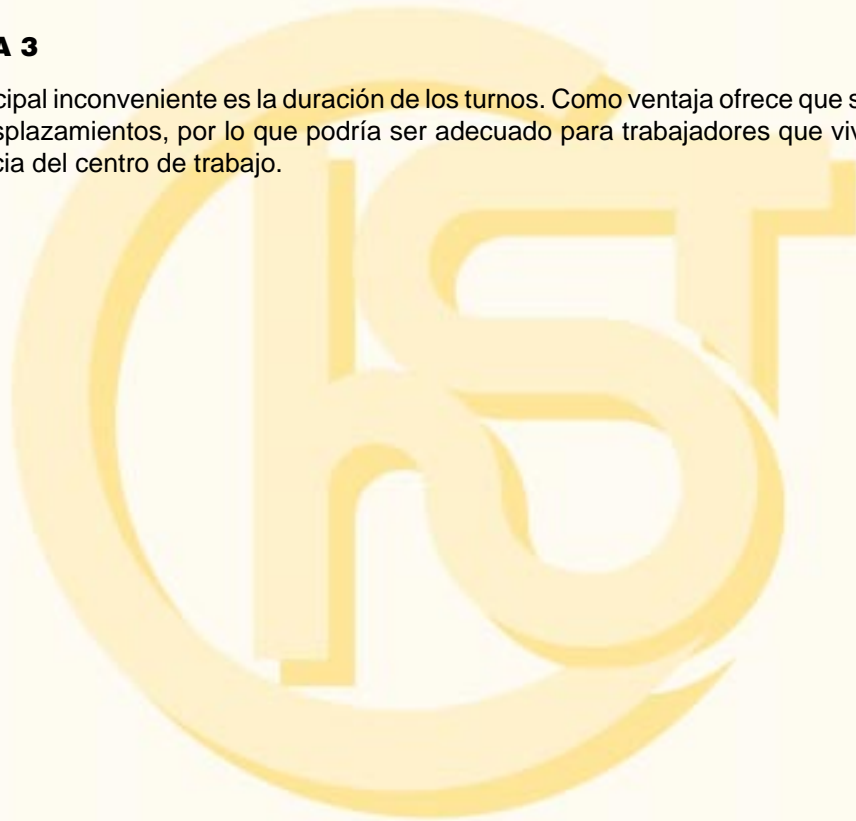 A 3
cipal inconveniente es la duración de los turnos. Como ventaja ofrece que s
splazamientos, por lo que podría ser adecuado para trabajadores que viv
cia del centro de trabajo.